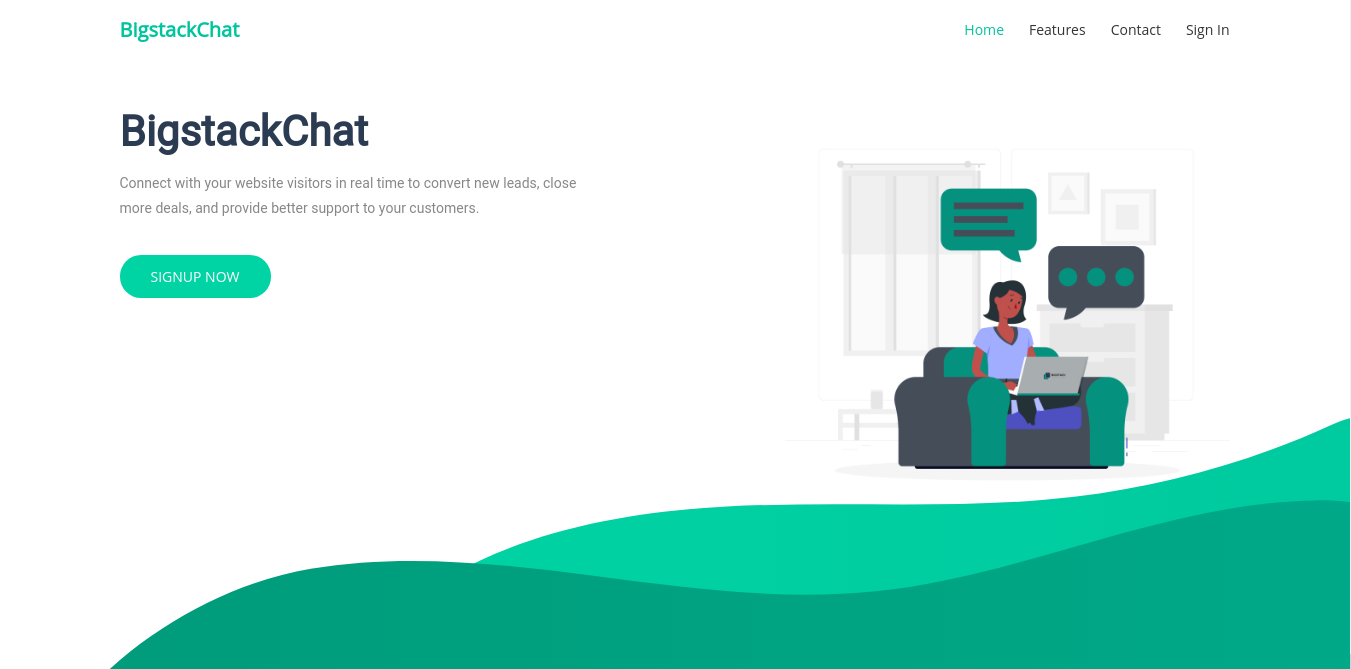 BigstackChat
Home Features Contact Sign In
BigstackChat
Connect with your website visitors in real time to convert new leads, close
more deals, and provide better support to your customers.
SIGNUP NOW